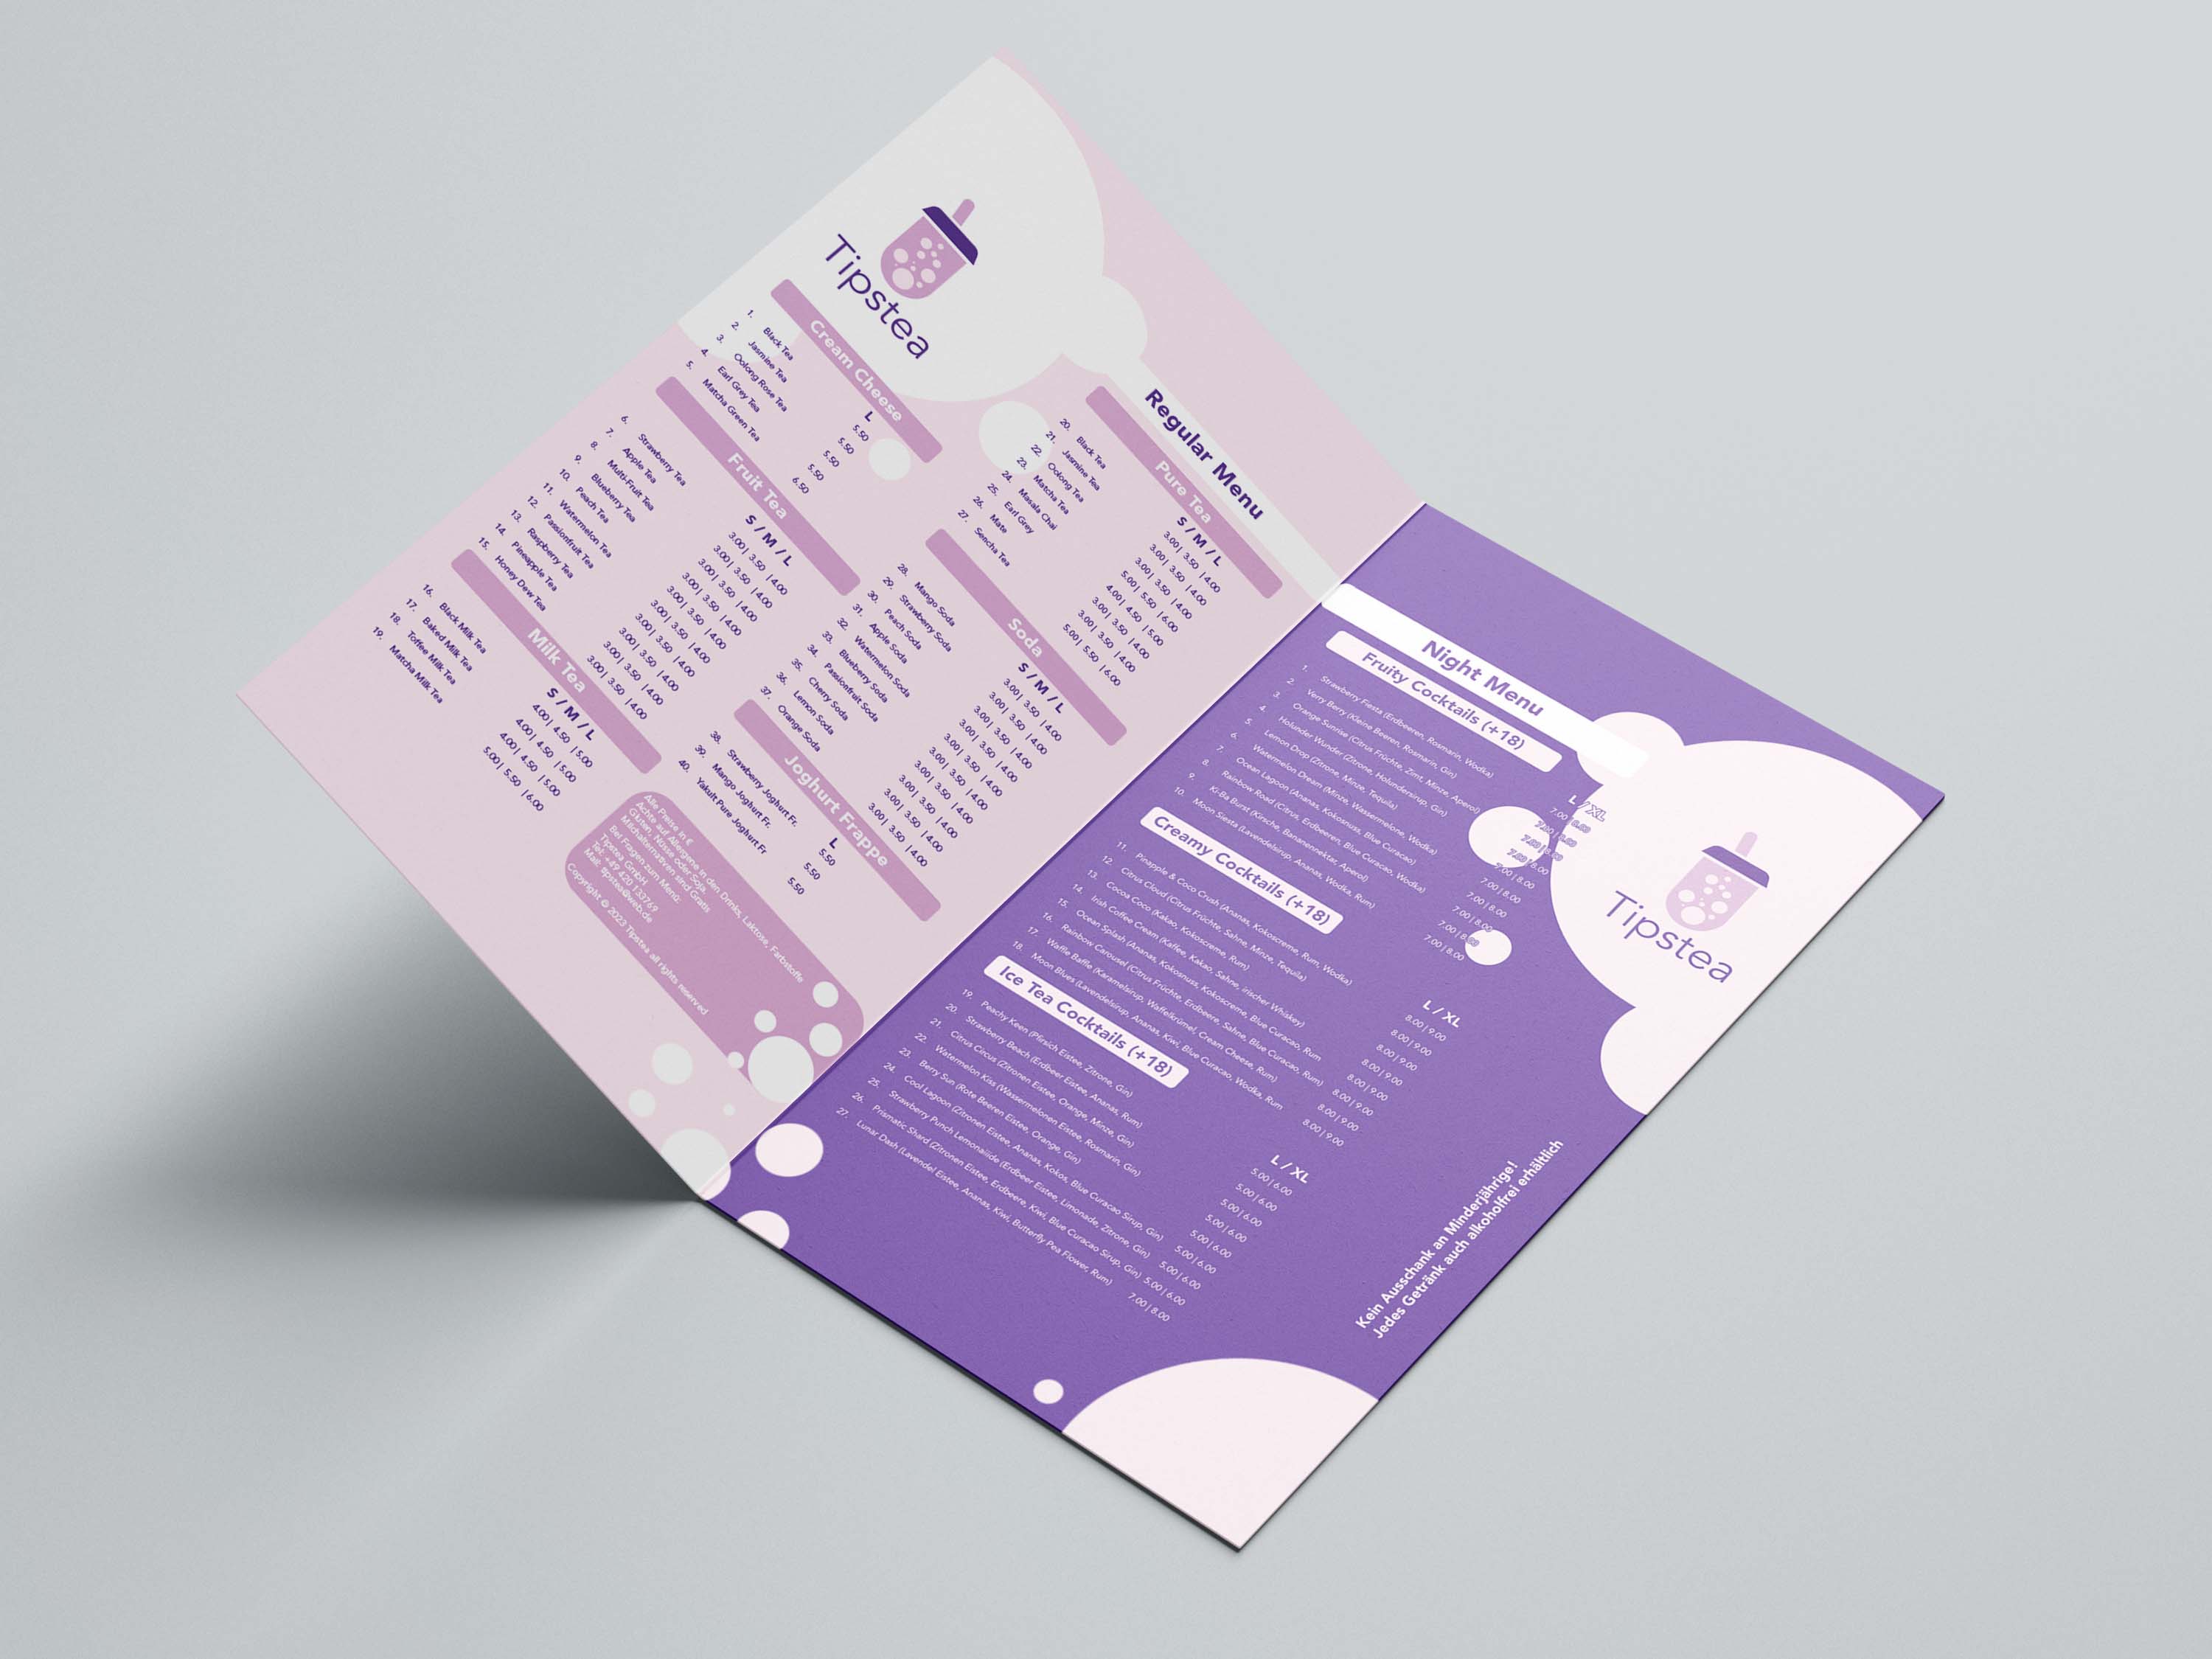 Tipstea
Cream Cheese
L
1. Black Tea 5.50
2. Jasmine Tea 5.50
3. Oolong Rose Tea 5.50
4. Earl Grey Tea 5.50
5. Matcha Green Tea 6.50
Fruit Tea
S / M / L
6. Strawberry Tea 3.00| 3.50 |4.00
7. Apple Tea 3.00| 3.50 |4.00
8. Multi-Fruit Tea 3.00| 3.50 |4.00
9. Blueberry Tea 3.00| 3.50 |4.00
10. Peach Tea 3.00| 3.50 |4.00
11. Watermelon Tea 3.00| 3.50 |4.00
12. Passionfruit Tea 3.00| 3.50 |4.00
13. Raspberry Tea 3.00| 3.50 |4.00
14. Pineapple Tea 3.00| 3.50 |4.00
15. Honey Dew Tea 3.00| 3.50 |4.00
Milk Tea
S / M / L
16. Black Milk Tea 4.00| 4.50 |5.00
17. Baked Milk Tea 4.00| 4.50 |5.00
18. Toffee Milk Tea 4.00| 4.50 |5.00
19. Matcha Milk Tea 5.00| 5.50 |6.00
Regular Menu
Pure Tea
S / M / L
20. Black Tea 3.00| 3.50 |4.00
21. Jasmine Tea 3.00| 3.50 |4.00
22. Oolong Tea 3.00| 3.50 |4.00
23. Matcha Tea 5.00| 5.50 |6.00
24. Masala Chai 4.00| 4.50 |5.00
25. Earl Grey 3.00| 3.50 |4.00
26. Mate 3.00| 3.50 |4.00
27. Sencha Tea 5.00| 5.50 |6.00
Soda
S / M / L
28. Mango Soda 3.00| 3.50 |4.00
29. Strawberry Soda 3.00| 3.50 |4.00
30. Peach Soda 3.00| 3.50 |4.00
31. Apple Soda 3.00| 3.50 |4.00
32. Watermelon Soda 3.00| 3.50 |4.00
33. Blueberry Soda 3.00| 3.50 |4.00
34. Passionfruit Soda 3.00| 3.50 |4.00
35. Cherry Soda 3.00| 3.50 |4.00
36. Lemon Soda 3.00| 3.50 |4.00
37. Orange Soda 3.00| 3.50 |4.00
Joghurt Frappe
L
38. Strawberry Joghurt Fr. 5.50
39. Mango Joghurt Fr. 5.50
40. Yakult Pure Joghurt Fr 5.50
Alle Preise in €
Achte auf Allergene in den Drinks, Laktose, Farbstoffe
Gluten, Nüsse oder Soja.
Milchalternativen sind Gratis
Bei Fragen zum Menü:
Tipstea GmbH
Tel: +49 420 133769
Mail: tipstea@web.de
Copyright © 2023 Tipstea all rights reserved
Night Menu
Fruity Cocktails (+18)
L / XL
1. Strawberry Fiesta (Erdbeeren, Rosmarin, Wodka) 7.00 | 8.00
2. Verry Berry (Kleine Beeren, Rosmarin, Gin) 7.00 | 8.00
3. Orange Sunrise (Citrus Früchte, Zimt, Minze, Aperol) 7.00 | 8.00
4. Holunder Wunder (Zitrone, Holundersirup, Gin) 7.00 | 8.00
5. Lemon Drop (Zitrone, Minze, Tequila) 7.00 | 8.00
6. Watermelon Dream (Minze, Wassermelone, Wodka) 7.00 | 8.00
7. Ocean Lagoon (Ananas, Kokosnuss, Blue Curacao) 7.00 | 8.00
8. Rainbow Road (Citrus, Erdbeeren, Blue Curacao, Wodka) 7.00 | 8.00
9. Ki-Ba Burst (Kirsche, Bananennektar, Aperol) 7.00 | 8.00
10. Moon Siesta (Lavendelsirup, Ananas, Wodka, Rum) 7.00 | 8.00
Creamy Cocktails (+18)
L / XL
11. Pinapple & Coco Crush (Ananas, Kokoscreme, Rum, Wodka) 8.00 | 9.00
12. Citrus Cloud (Citrus Früchte, Sahne, Minze, Tequila) 8.00 | 9.00
13. Cocoa Coco (Kakao, Kokoscreme, Rum) 8.00 | 9.00
14. Irish Coffee Cream (Kaffee, Kakao, Sahne, irischer Whiskey) 8.00 | 9.00
15. Ocean Splash (Ananas, Kokosnuss, Kokoscreme, Blue Curacao, Rum 8.00 | 9.00
16. Rainbow Carousel (Citrus Früchte, Erdbeere, Sahne, Blue Curacao, Rum) 8.00 | 9.00
17. Waffle Baffle (Karamelsirup, Waffelkrümel, Cream Cheese, Rum) 8.00 | 9.00
18. Moon Blues (Lavendelsirup, Ananas, Kiwi, Blue Curacao, Wodka, Rum 8.00 | 9.00
Ice Tea Cocktails (+18)
L / XL
19. Peachy Keen (Pfirsich Eistee, Zitrone, Gin) 5.00 | 6.00
20. Strawberry Beach (Erdbeer Eistee, Ananas, Rum) 5.00 | 6.00
21. Citrus Circus (Zitronen Eistee, Orange, Minze, Gin) 5.00 | 6.00
22. Watermelon Kiss (Wassermelonen Eistee, Rosmarin, Gin) 5.00 | 6.00
23. Berry Sun (Rote Beeren Eistee, Orange, Gin) 5.00 | 6.00
24. Cool Lagoon (Zitronen Eistee, Ananas, Kokos, Blue Curacao Sirup, Gin) 5.00 | 6.00
25. Strawberry Punch Lemonaiiide (Erdbeer Eistee, Limonade, Zitrone, Gin) 5.00 | 6.00
26. Prismatic Shard (Zitronen Eistee, Erdbeere, Kiwi, Blue Curacao Sirup, Gin) 5.00 | 6.00
27. Lunar Dash (Lavendel Eistee, Ananas, Kiwi, Butterfly Pea Flower, Rum) 7.00 | 8.00
Tipstea
Kein Ausschank an Minderjährige!
Jedes Getränk auch alkoholfrei erhältlich